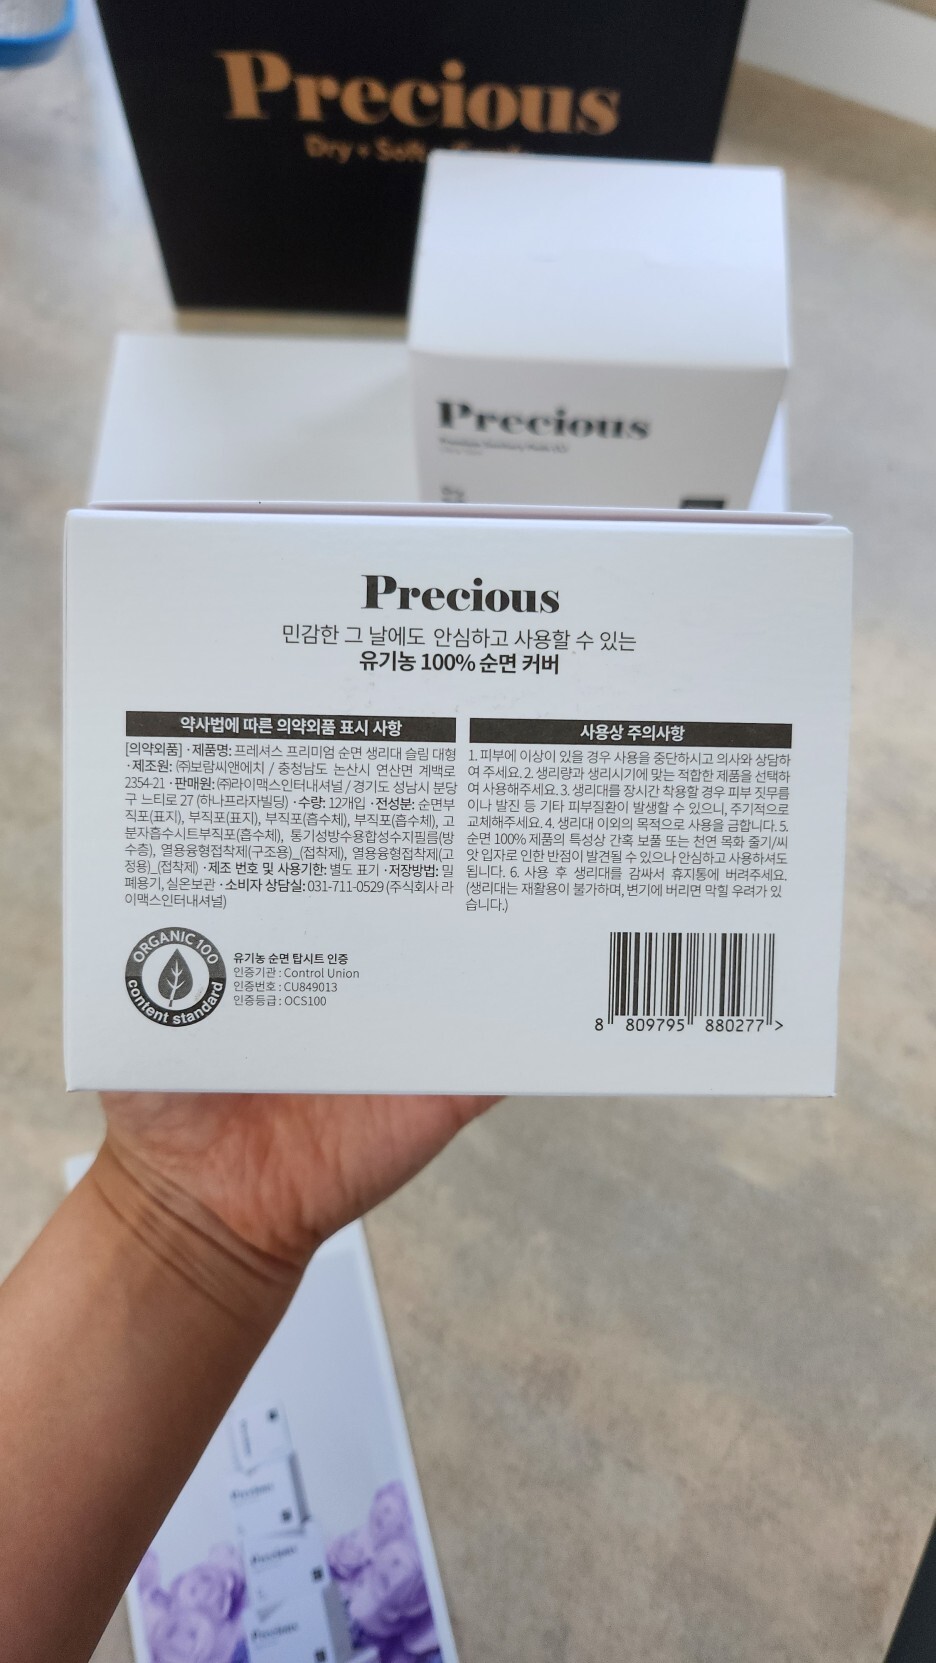 Precious
Dry • Soft
Precious
Precious
민감한 그 날에도 안심하고 사용할 수 있는
유기농 100% 순면 커버
약사법에 따른 의약외품 표시 사항
[의약외품] ·제품명: 프레셔스 프리미엄 순면 생리대 슬림 대형
·제조원: ㈜보람씨앤에치 / 충청남도 논산시 연산면 계백로
2354-21 ·판매원: ㈜라이맥스인터내셔널 / 경기도 성남시 분당
구 느티로 27 (하나프라자빌딩) ·수량: 12개입 ·전성분: 순면부
직포(표지), 부직포(표지), 부직포(흡수체), 부직포(흡수체), 고
분자흡수시트부직포(흡수체), 통기성방수용합성수지필름(방
수층), 열용융형접착제(구조용)_(접착제), 열용융형접착제(고
정용)_(접착제) ·제조 번호 및 사용기한: 별도 표기 ·저장방법: 밀
폐용기, 실온보관 ·소비자 상담실: 031-711-0529 (주식회사 라
이맥스인터내셔널)
사용상 주의사항
1. 피부에 이상이 있을 경우 사용을 중단하시고 의사와 상담하
여 주세요. 2. 생리량과 생리시기에 맞는 적합한 제품을 선택하
여 사용해주세요. 3. 생리대를 장시간 착용할 경우 피부 짓무름
이나 발진 등 기타 피부질환이 발생할 수 있으니, 주기적으로
교체해주세요. 4. 생리대 이외의 목적으로 사용을 금합니다. 5.
순면 100% 제품의 특성상 간혹 보풀 또는 천연 목화 줄기/씨
앗 입자로 인한 반점이 발견될 수 있으나 안심하고 사용하셔도
됩니다. 6. 사용 후 생리대를 감싸서 휴지통에 버려주세요.
(생리대는 재활용이 불가하며, 변기에 버리면 막힐 우려가 있
습니다.)
ORGANIC 100
content standard
유기농 순면 탑시트 인증
인증기관 : Control Union
인증번호 : CU849013
인증등급 : OCS100
8 809795 880277 >
Precious
Precious